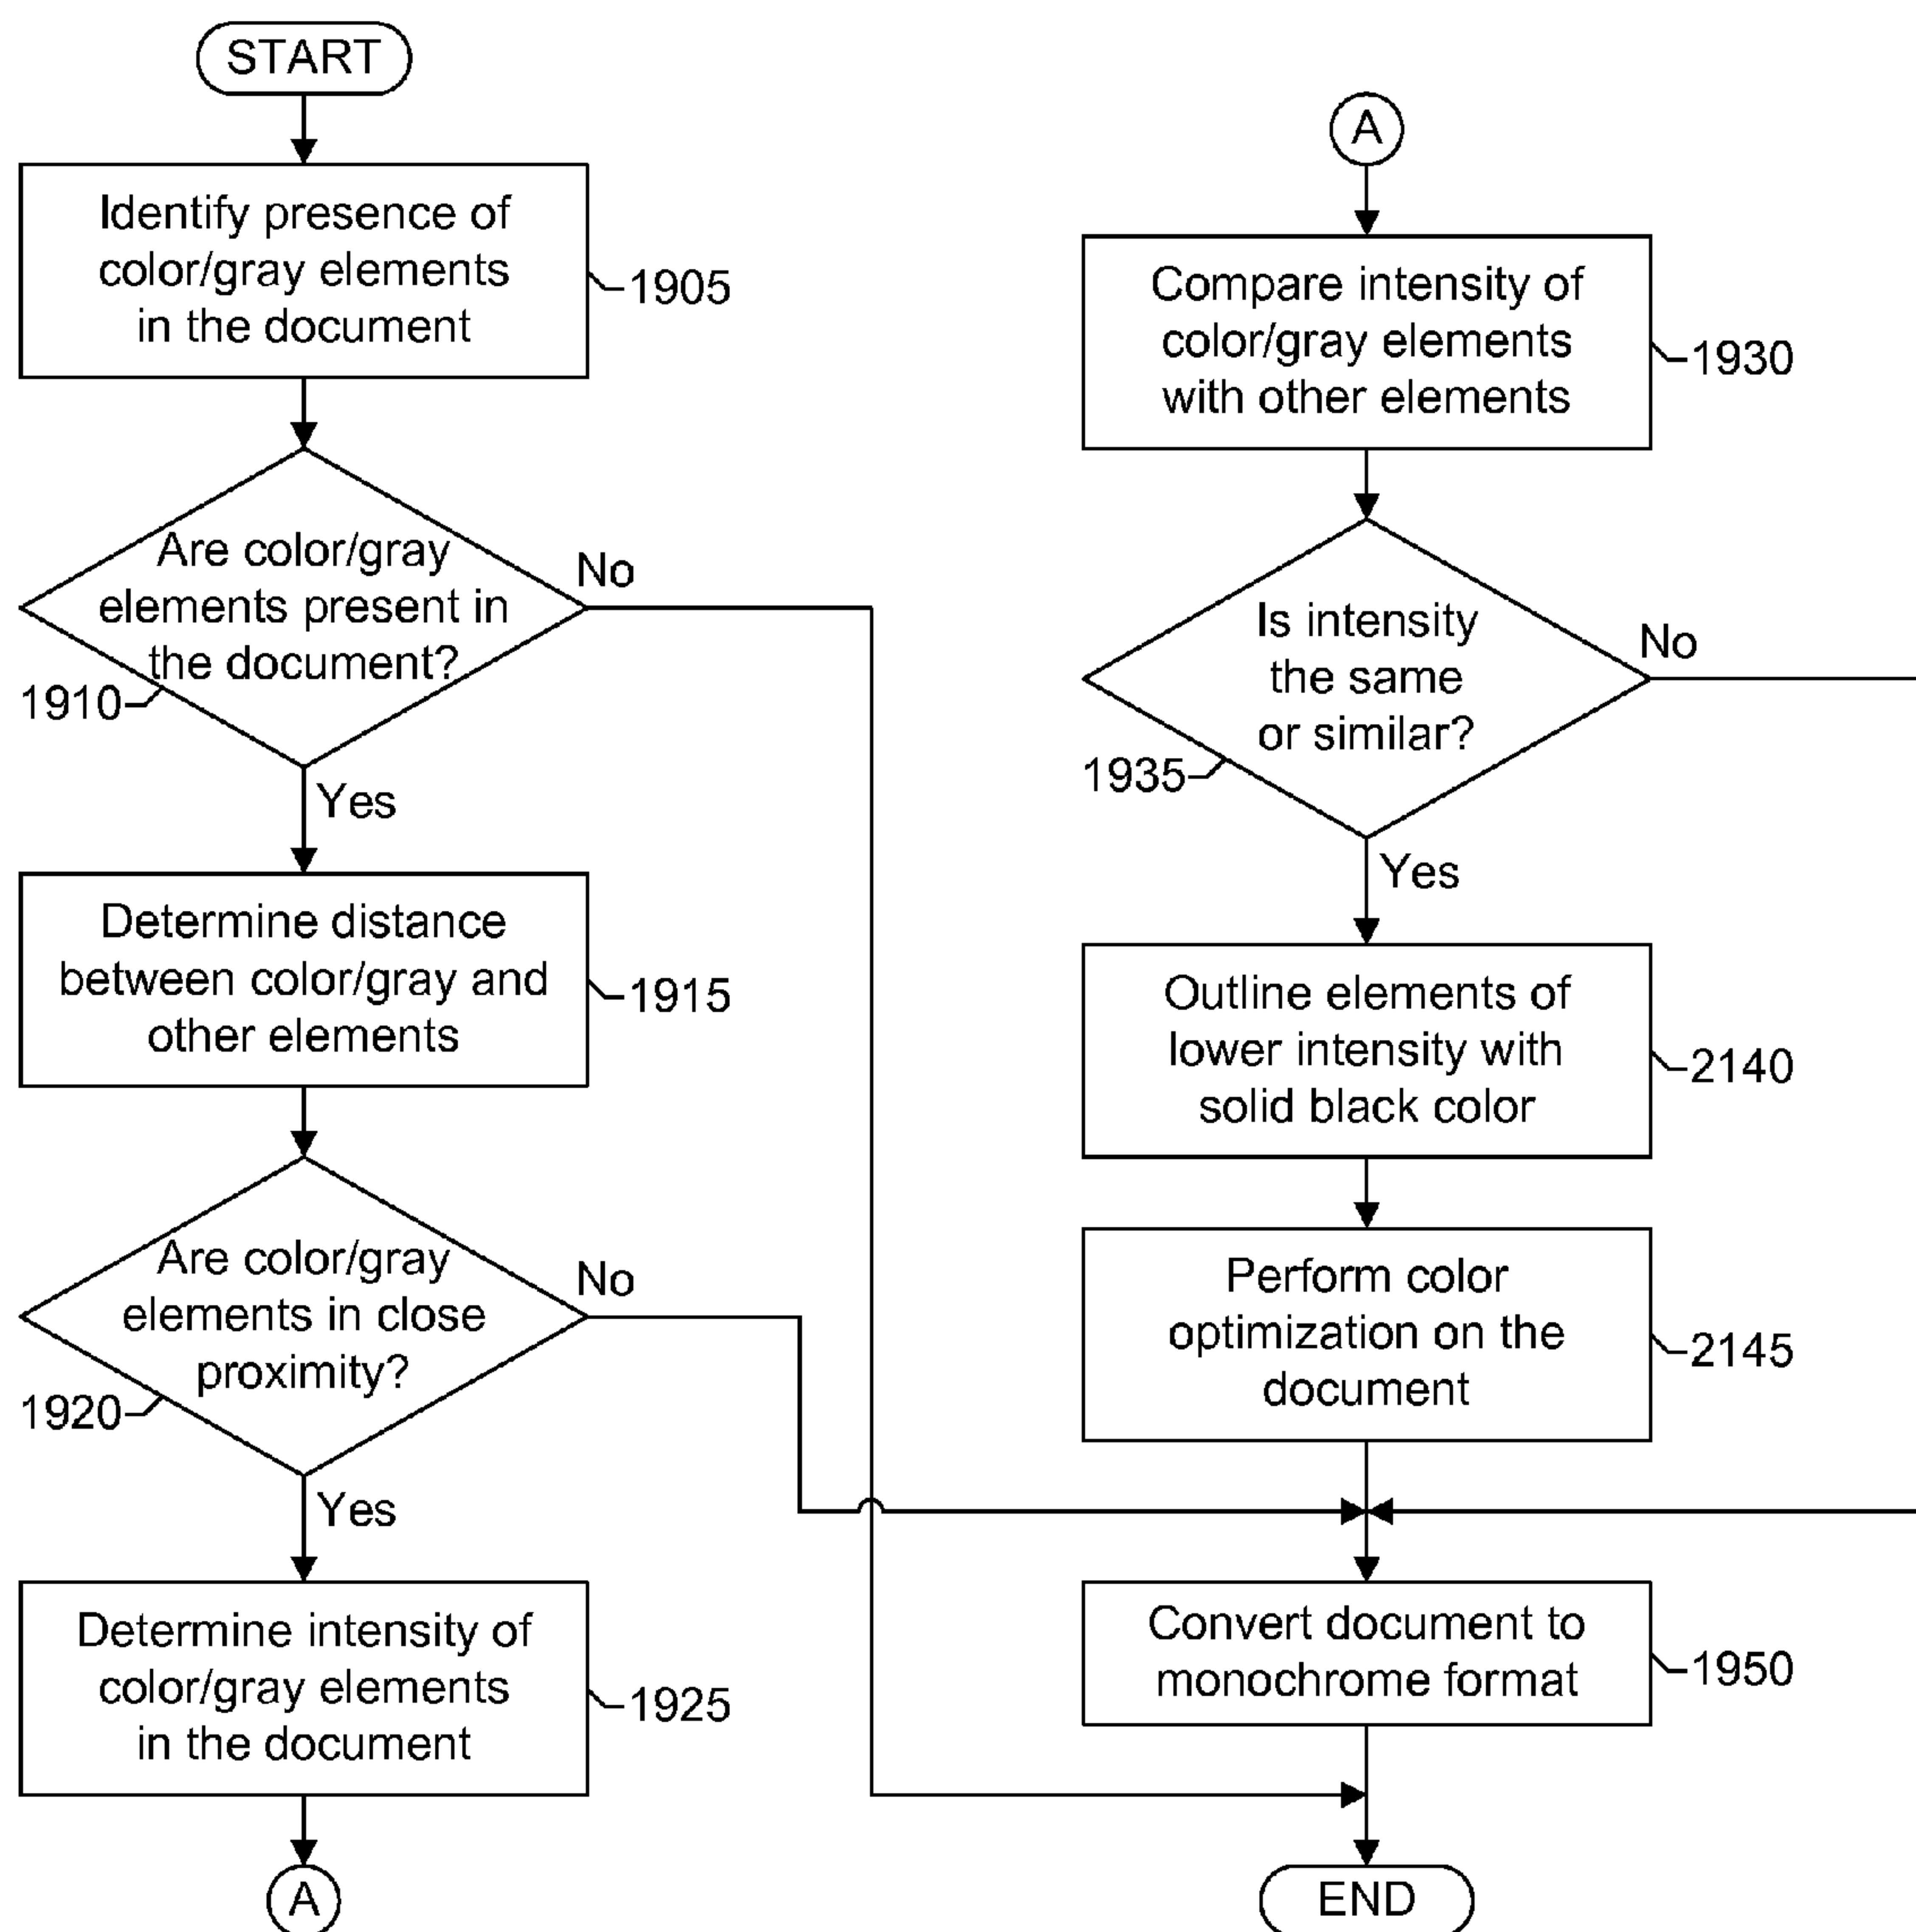 START
Identify presence of
color/gray elements
in the document
1905
Are color/gray
elements present in
the document?
1910
No
Yes
Determine distance
between color/gray and
other elements
1915
Are color/gray
elements in close
proximity?
1920
No
Yes
Determine intensity of
color/gray elements
in the document
1925
A
A
Compare intensity of
color/gray elements
with other elements
1930
Is intensity
the same
or similar?
1935
No
Yes
Outline elements of
lower intensity with
solid black color
2140
Perform color
optimization on the
document
2145
Convert document to
monochrome format
1950
END